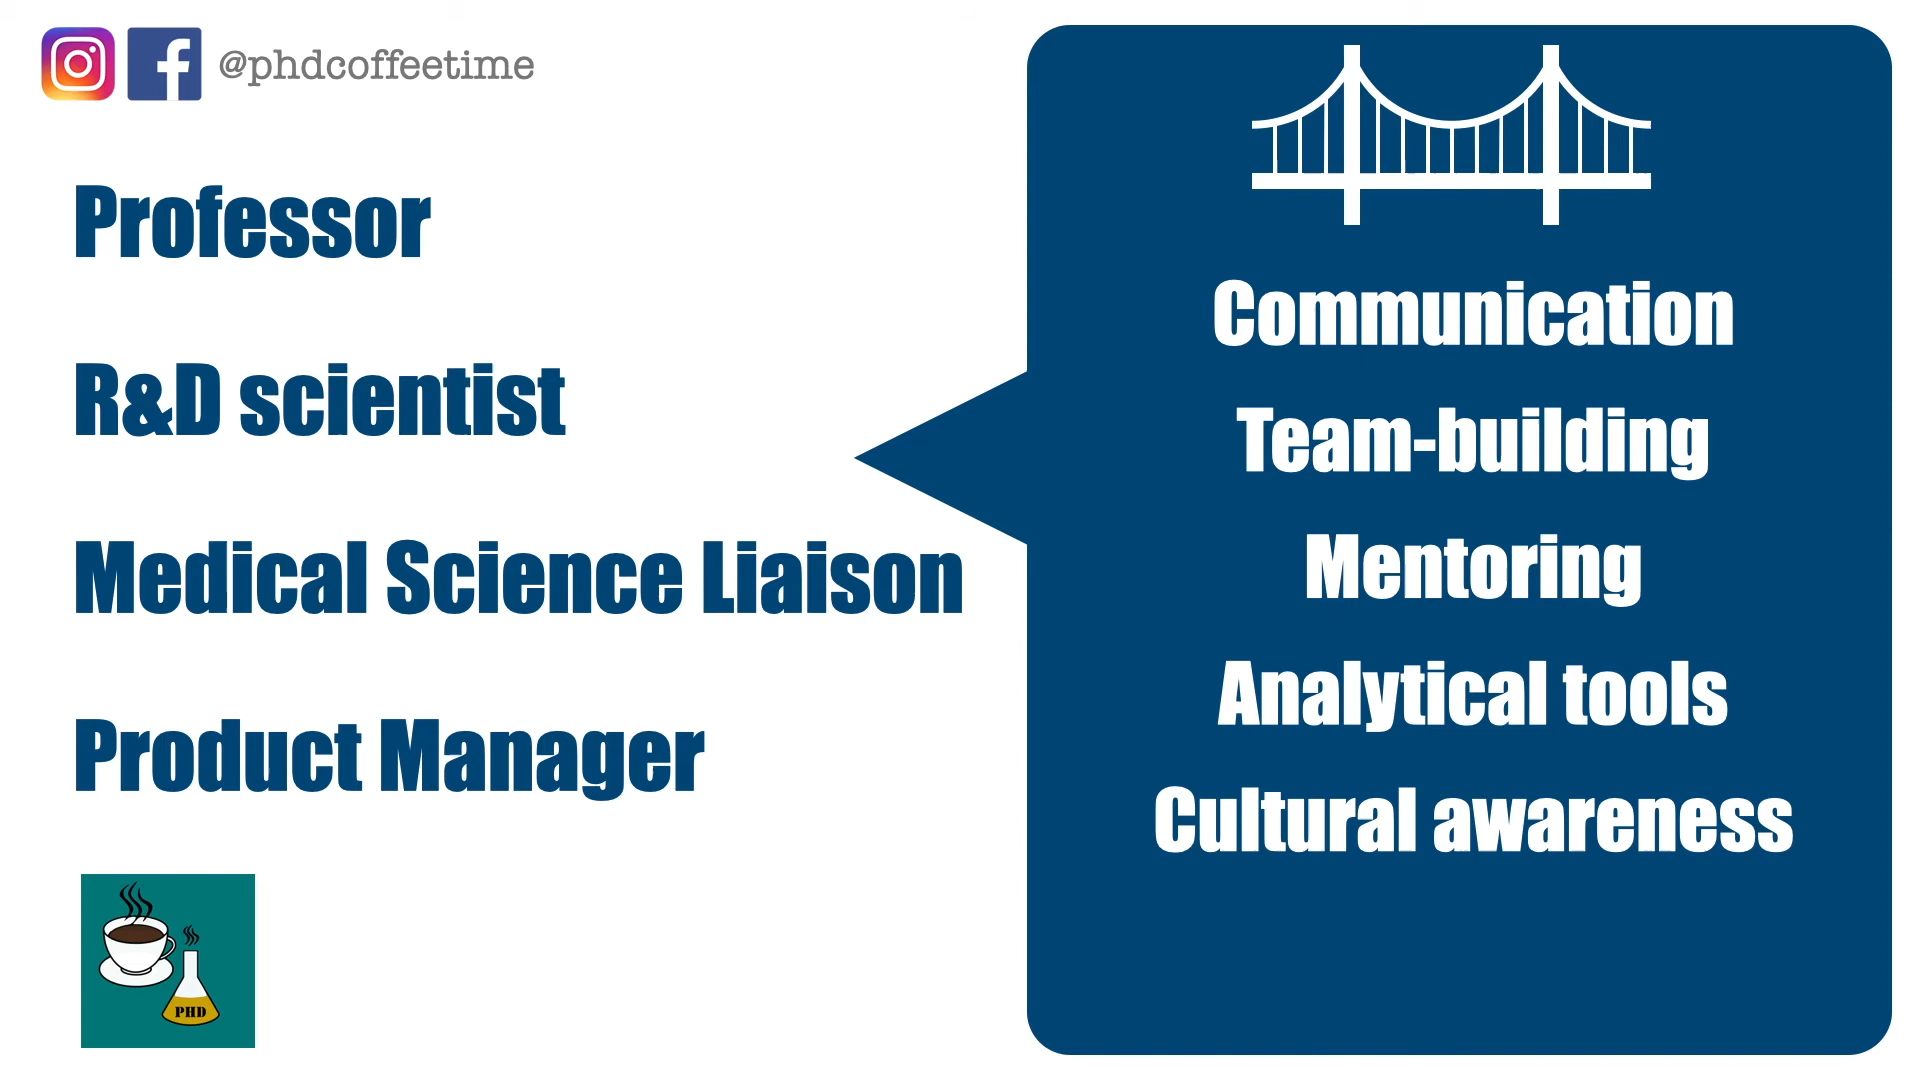 @phdcoffeetime
Professor
R&D scientist
Medical Science Liaison
Product Manager
PHD
Communication
Team-building
Mentoring
Analytical tools
Cultural awareness